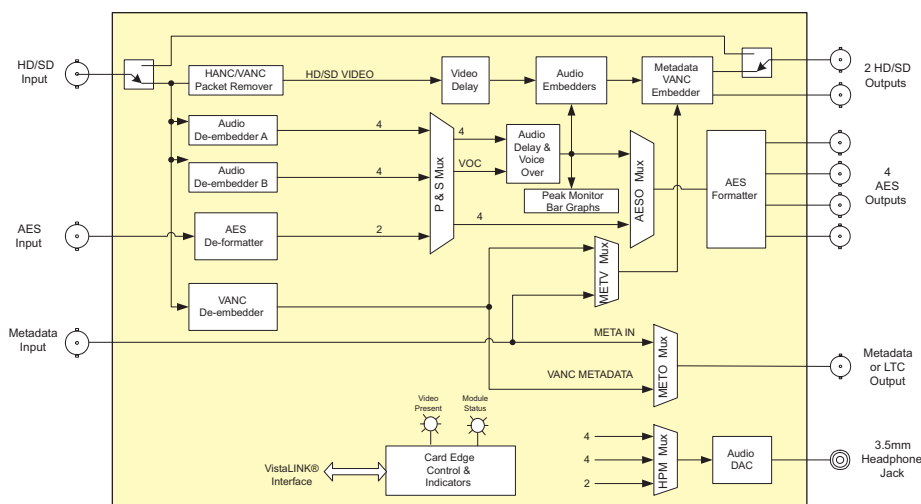 HD/SD
Input
HANC/VANC
Packet Remover
HD/SD VIDEO
Video
Delay
Audio
Embedders
Metadata
VANC
Embedder
2 HD/SD
Outputs
Audio
De-embedder A
4
Audio
De-embedder B
4
P & S Mux
4
VOC
4
Audio
Delay &
Voice
Over
Peak Monitor
Bar Graphs
AESO Mux
AES
Formatter
4
AES
Outputs
AES
Input
AES
De-formatter
2
METV Mux
VANC
De-embedder
Metadata
Input
META IN
VANC METADATA
METO Mux
Metadata
or LTC
Output
Video
Present
Module
Status
VistaLINK®
Interface
Card Edge
Control &
Indicators
4
4
2
HPM Mux
Audio
DAC
3.5mm
Headphone
Jack